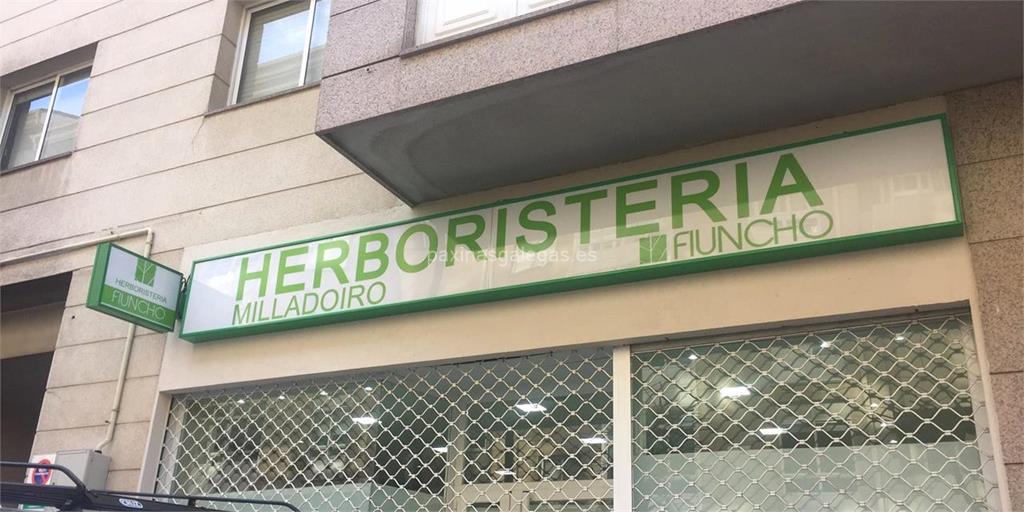 HERBORISTERIA
MILLADOIRO
FIUNCHO
HERBORISTERIA
FIUNCHO
paxinasgalegas.es